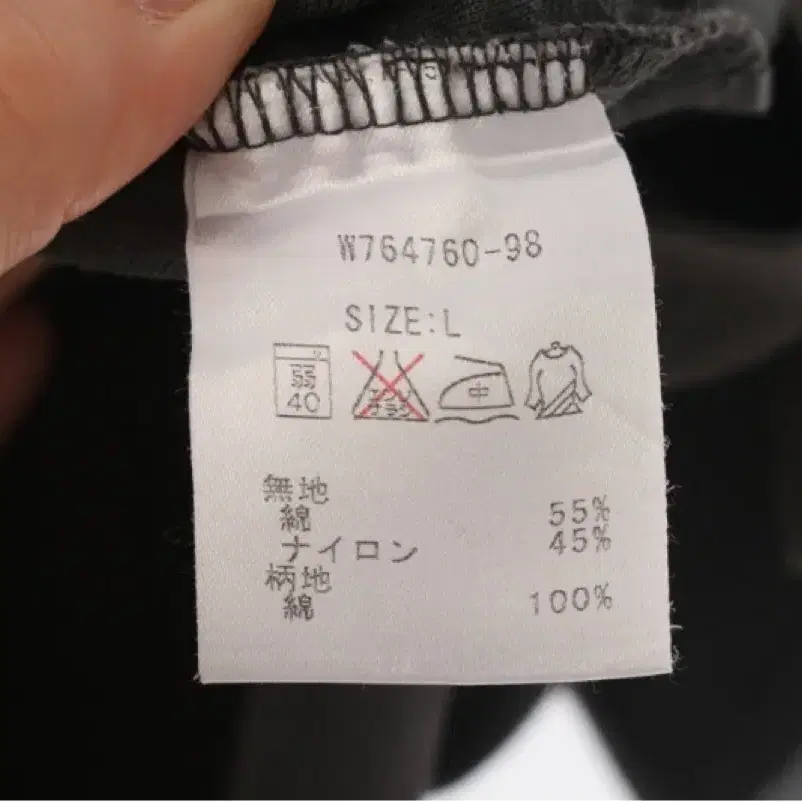 W764760-98
SIZE:L
弱
40
中
無地
綿 55%
ナイロン 45%
柄地
綿 100%